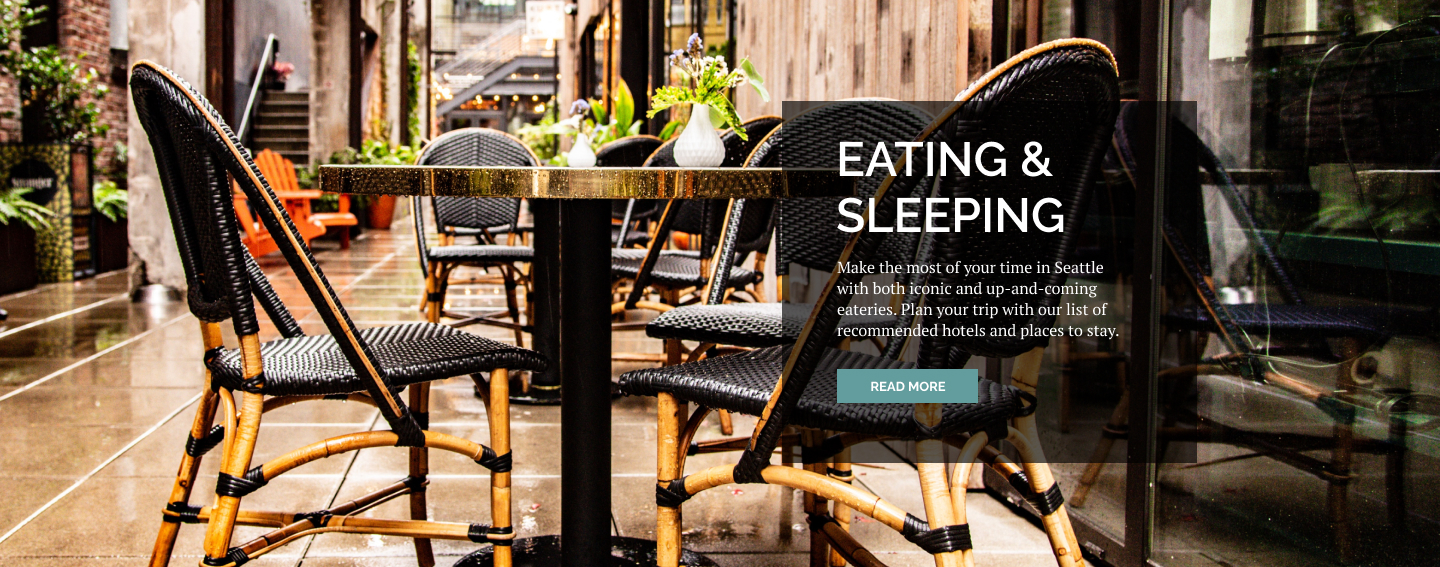 EATING &
SLEEPING
Make the most of your time in Seattle
with both iconic and up-and-coming
eateries. Plan your trip with our list of
recommended hotels and places to stay.
READ MORE